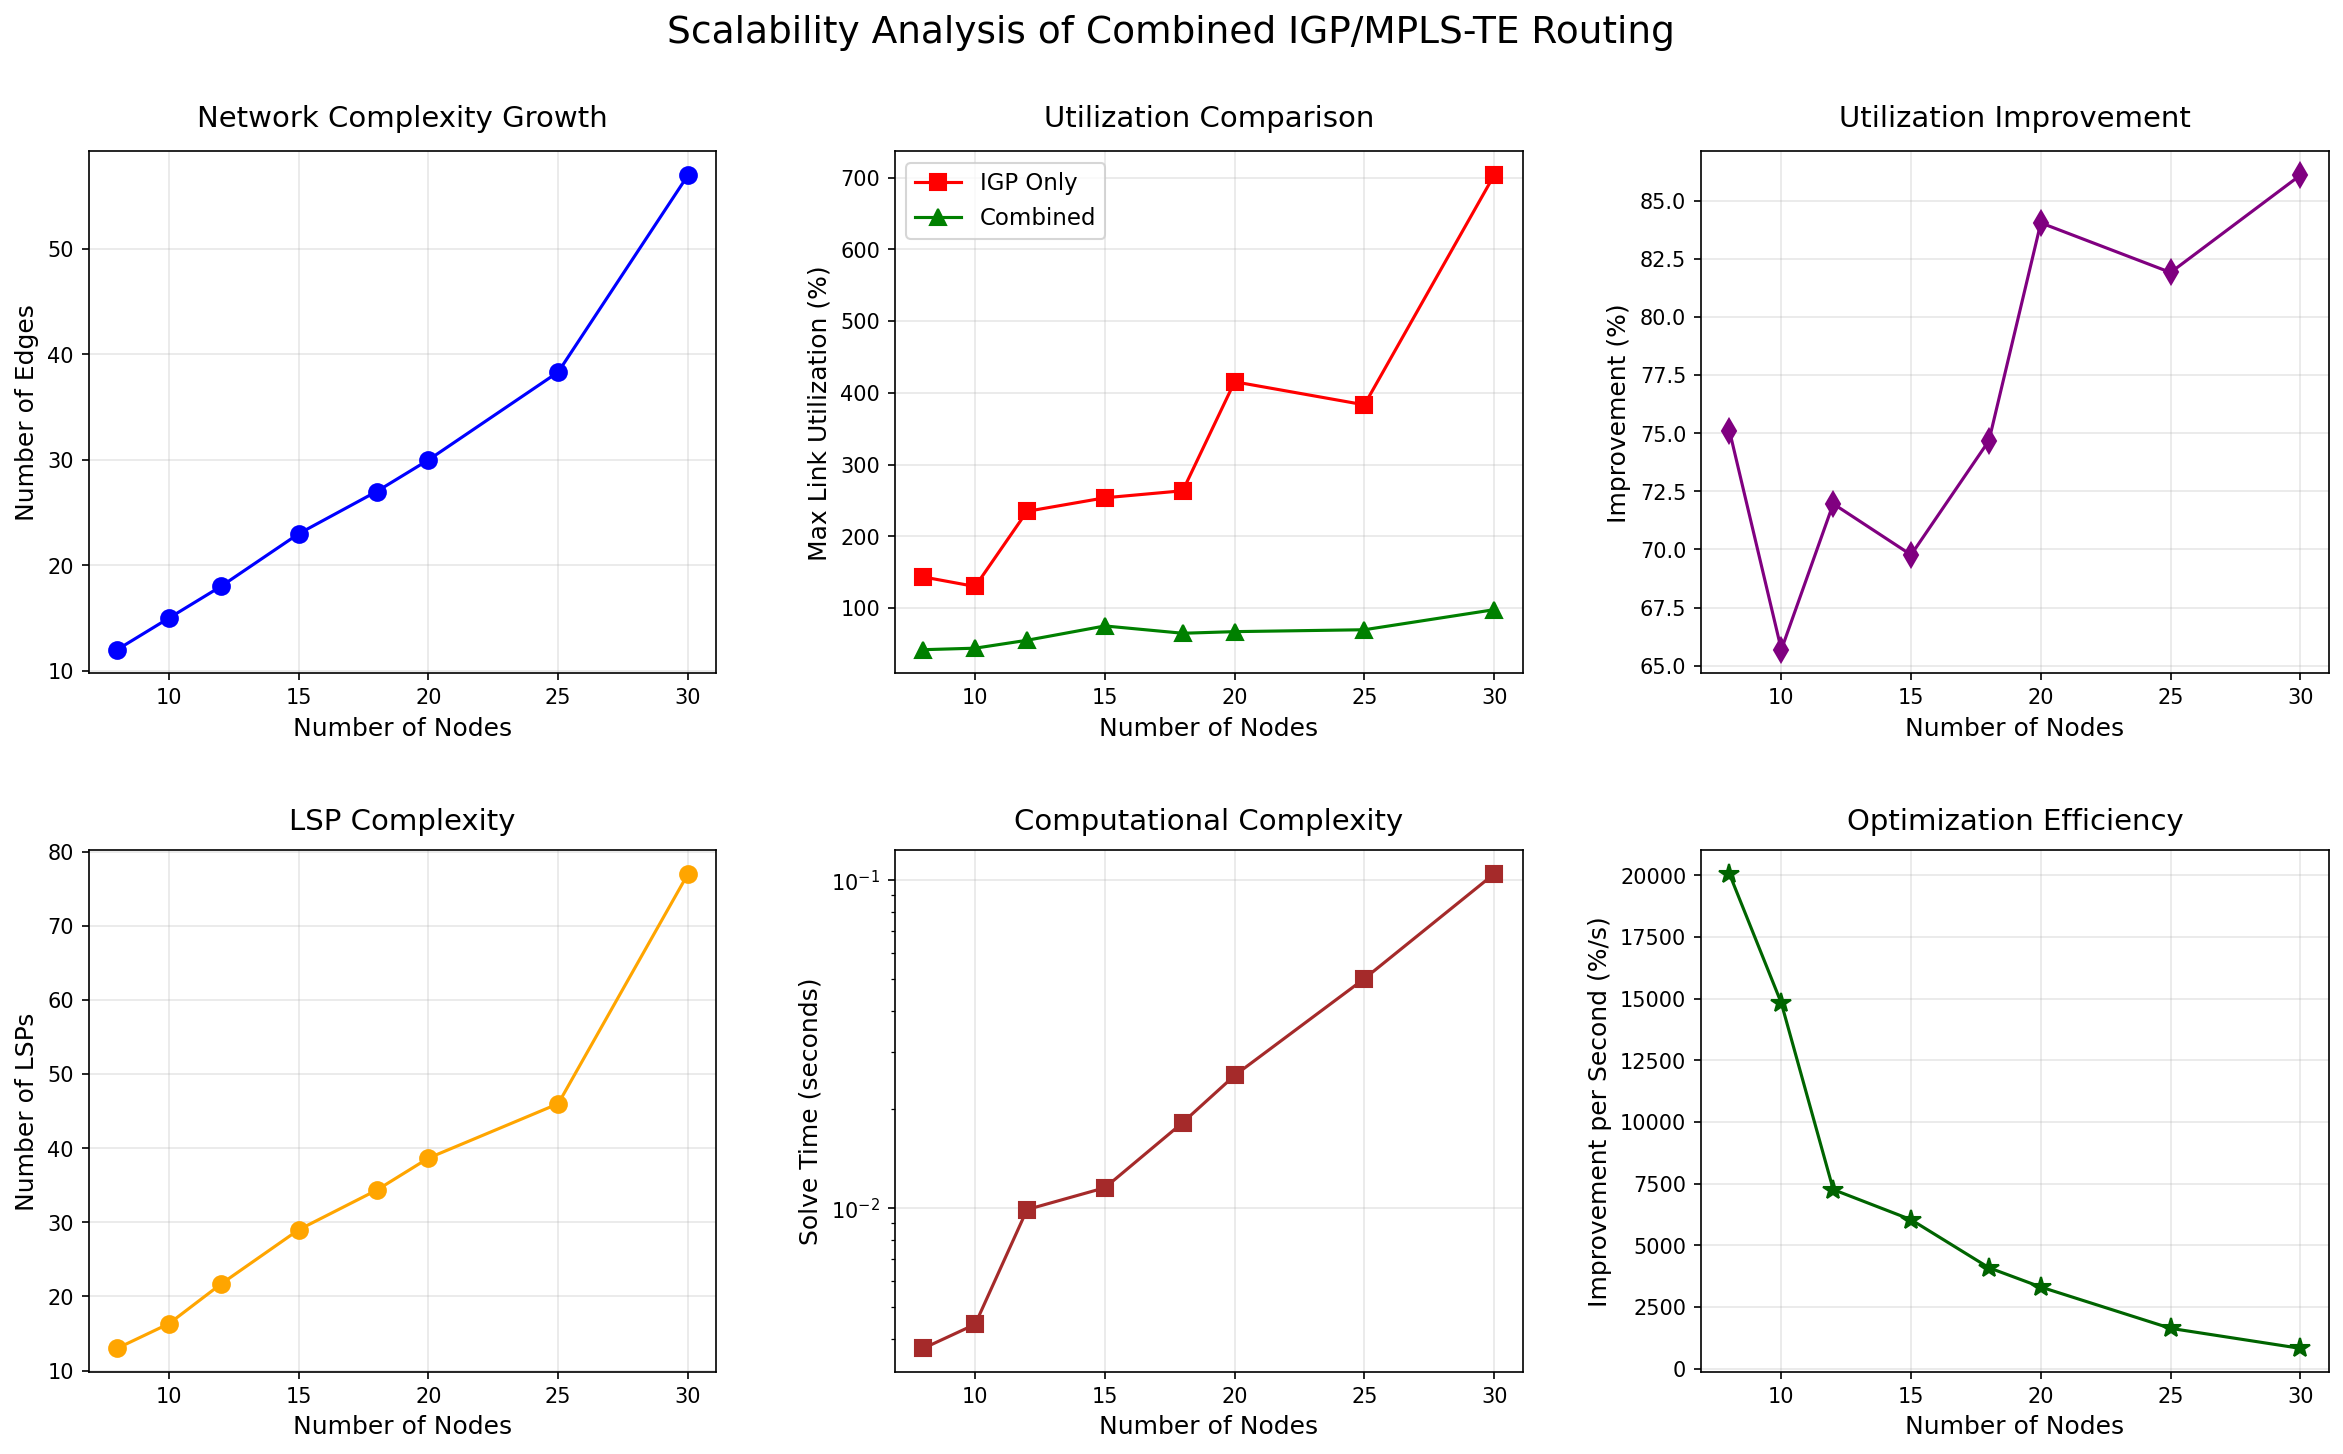 Scalability Analysis of Combined IGP/MPLS-TE Routing
Network Complexity Growth
Number of Edges
50
40
30
20
10
10 15 20 25 30
Number of Nodes
Utilization Comparison
IGP Only
Combined
Max Link Utilization (%)
700
600
500
400
300
200
100
10 15 20 25 30
Number of Nodes
Utilization Improvement
Improvement (%)
85.0
82.5
80.0
77.5
75.0
72.5
70.0
67.5
65.0
10 15 20 25 30
Number of Nodes
LSP Complexity
Number of LSPs
80
70
60
50
40
30
20
10
10 15 20 25 30
Number of Nodes
Computational Complexity
Solve Time (seconds)
10⁻¹
10⁻²
10 15 20 25 30
Number of Nodes
Optimization Efficiency
Improvement per Second (%/s)
20000
17500
15000
12500
10000
7500
5000
2500
0
10 15 20 25 30
Number of Nodes